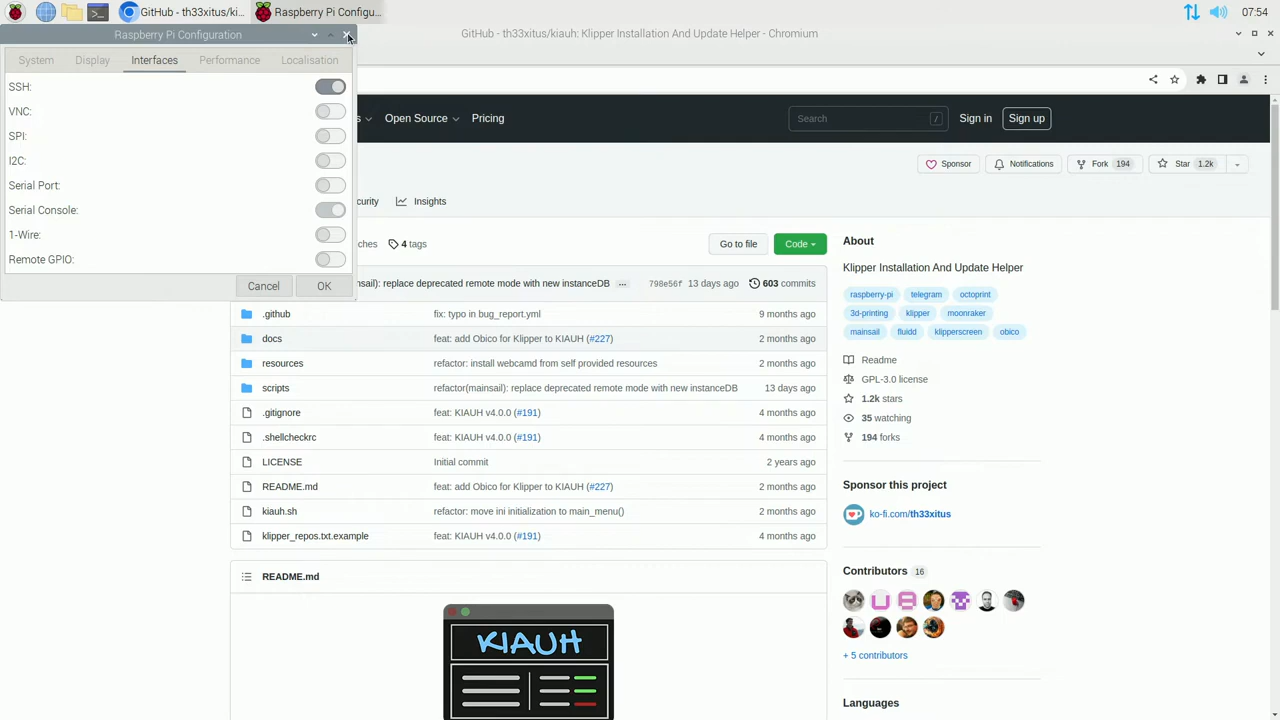 GitHub - th33xitus/ki...
Raspberry Pi Configu...
07:54
Raspberry Pi Configuration
GitHub - th33xitus/kiauh: Klipper Installation And Update Helper - Chromium
System
Display
Interfaces
Performance
Localisation
SSH:
VNC:
SPI:
I2C:
Serial Port:
Serial Console:
1-Wire:
Remote GPIO:
Cancel
OK
Open Source
Pricing
Search
/
Sign in
Sign up
Sponsor
Notifications
Fork 194
Star 1.2k
Insights
4 tags
Go to file
Code
replace deprecated remote mode with new instanceDB
...
798e56f
13 days ago
603 commits
.github
fix: typo in bug_report.yml
9 months ago
docs
feat: add Obico for Klipper to KIAUH (#227)
2 months ago
resources
refactor: install webcamd from self provided resources
2 months ago
scripts
refactor(mainsail): replace deprecated remote mode with new instanceDB
13 days ago
.gitignore
feat: KIAUH v4.0.0 (#191)
4 months ago
.shellcheckrc
feat: KIAUH v4.0.0 (#191)
4 months ago
LICENSE
Initial commit
2 years ago
README.md
feat: add Obico for Klipper to KIAUH (#227)
2 months ago
kiauh.sh
refactor: move ini initialization to main_menu()
2 months ago
klipper_repos.txt.example
feat: KIAUH v4.0.0 (#191)
4 months ago
README.md
KIAUH
About
Klipper Installation And Update Helper
raspberry-pi
telegram
octoprint
3d-printing
klipper
moonraker
mainsail
fluidd
klipperscreen
obico
Readme
GPL-3.0 license
1.2k stars
35 watching
194 forks
Sponsor this project
ko-fi.com/th33xitus
Contributors 16
+ 5 contributors
Languages